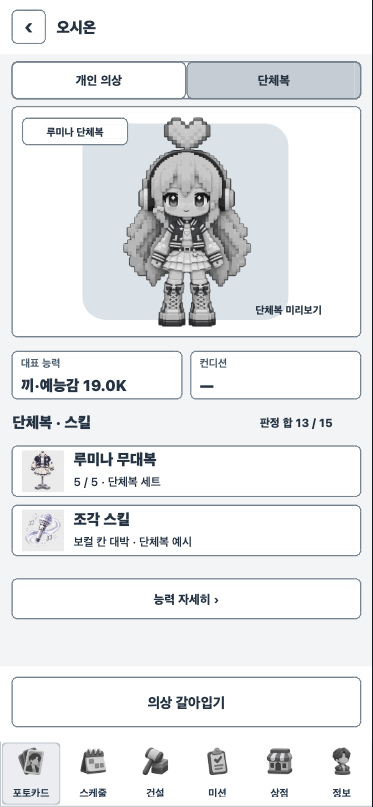 오시온
개인 의상
단체복
루미나 단체복
단체복 미리보기
대표 능력
끼·예능감 19.0K
컨디션
—
단체복 · 스킬
판정 합 13 / 15
루미나 무대복
5 / 5 · 단체복 세트
조각 스킬
보컬 칸 대박 · 단체복 예시
능력 자세히 ›
의상 갈아입기
포토카드
스케줄
건설
미션
상점
정보